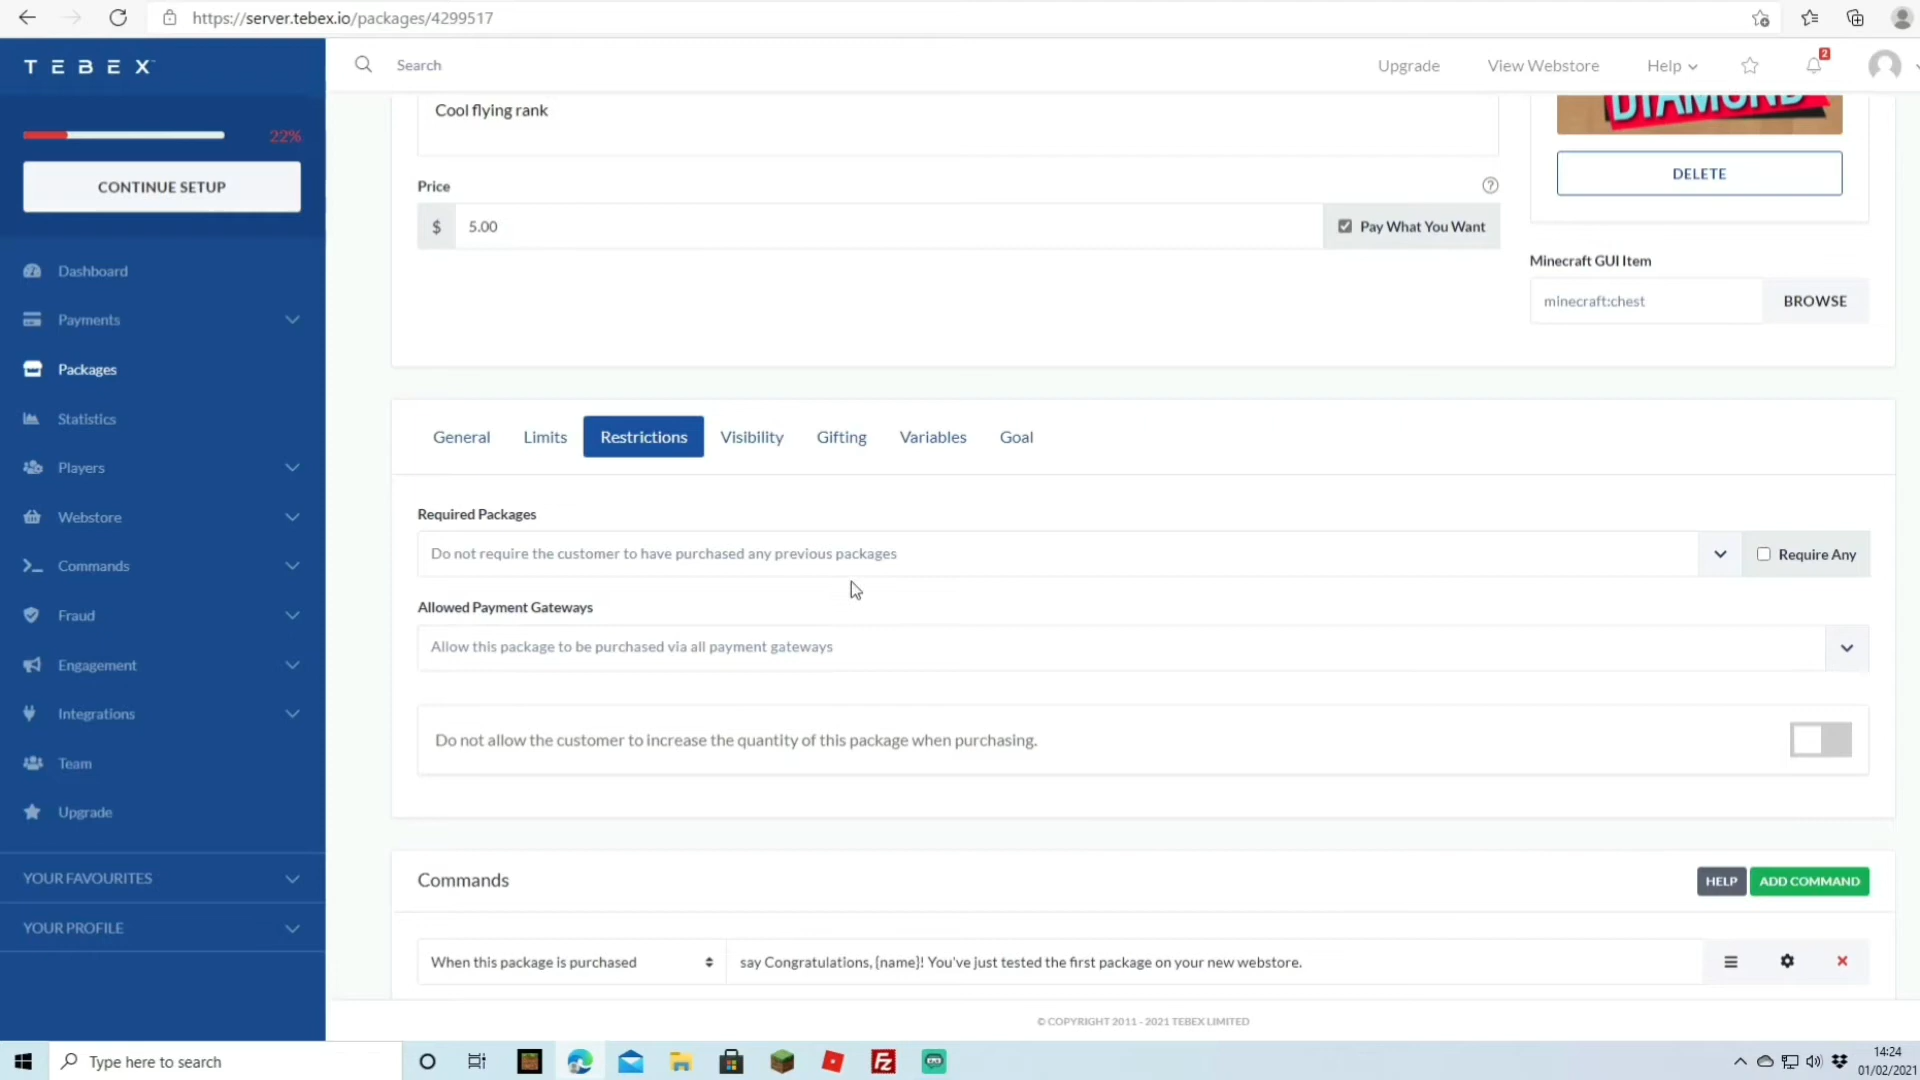 https://server.tebex.io/packages/4299517
TEBEX
Search
Upgrade
View Webstore
Help
2
22%
CONTINUE SETUP
Dashboard
Payments
Packages
Statistics
Players
Webstore
Commands
Fraud
Engagement
Integrations
Team
Upgrade
YOUR FAVOURITES
YOUR PROFILE
Cool flying rank
DIAMOND
DELETE
Price
$ 5.00
Pay What You Want
Minecraft GUI Item
minecraft:chest
BROWSE
General Limits Restrictions Visibility Gifting Variables Goal
Required Packages
Do not require the customer to have purchased any previous packages
Require Any
Allowed Payment Gateways
Allow this package to be purchased via all payment gateways
Do not allow the customer to increase the quantity of this package when purchasing.
Commands
HELP
ADD COMMAND
When this package is purchased
say Congratulations, {name}! You've just tested the first package on your new webstore.
© COPYRIGHT 2011 - 2021 TEBEX LIMITED
Type here to search
14:24
01/02/2021